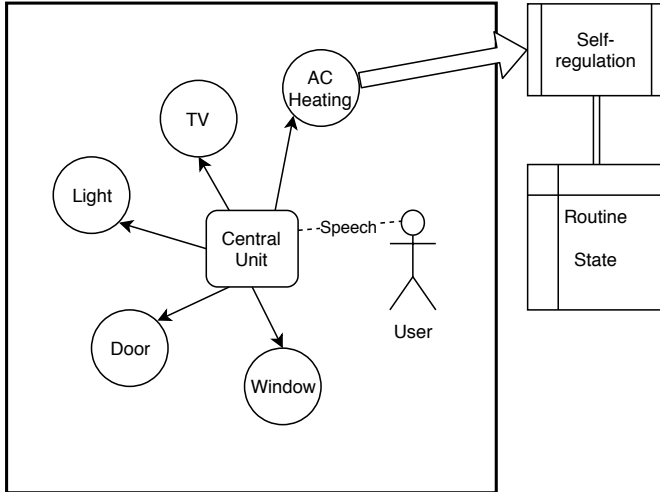 Self-
regulation
AC
Heating
TV
Light
Routine
State
Central
Unit
Speech
User
Door
Window